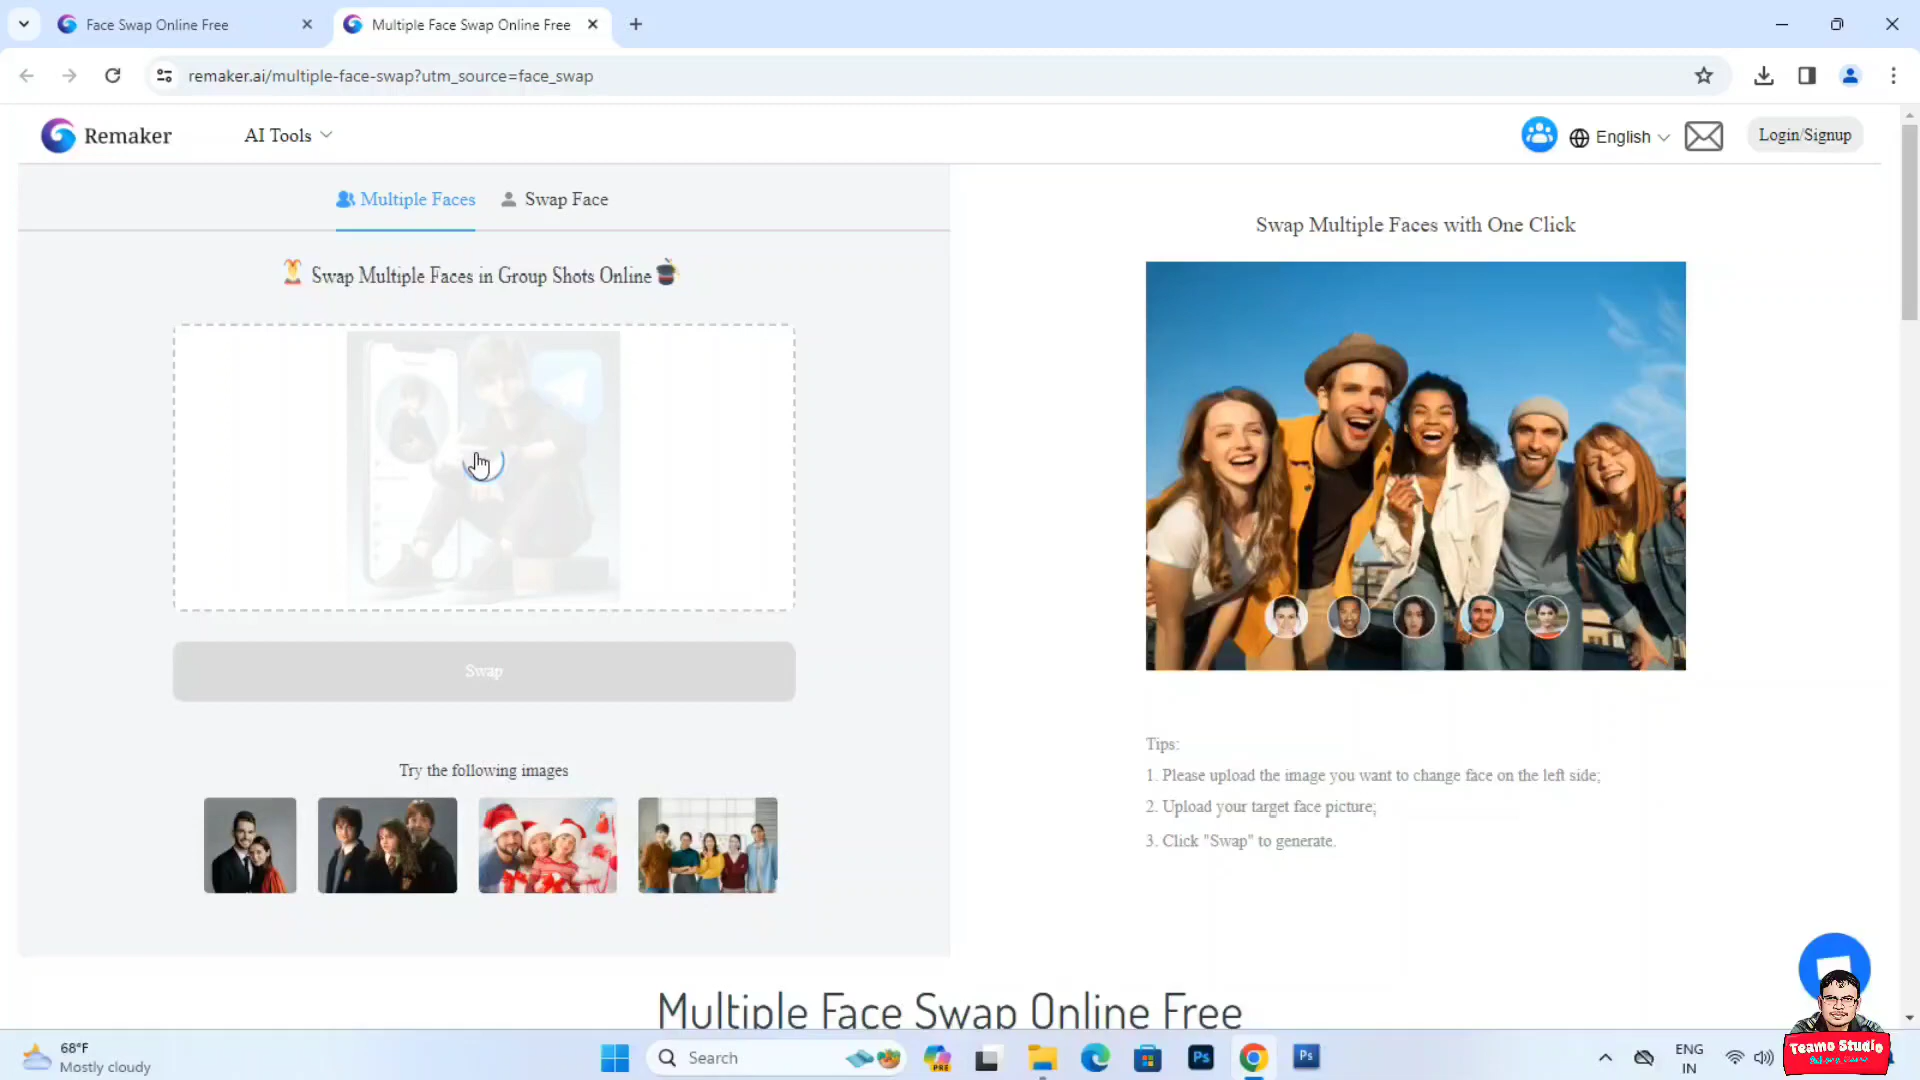 Face Swap Online Free
Multiple Face Swap Online Free
remaker.ai/multiple-face-swap?utm_source=face_swap
Remaker
AI Tools
English
Login/Signup
Multiple Faces
Swap Face
Swap Multiple Faces in Group Shots Online
Swap
Try the following images
Swap Multiple Faces with One Click
Tips:
1. Please upload the image you want to change face on the left side;
2. Upload your target face picture;
3. Click "Swap" to generate.
Multiple Face Swap Online Free
68°F
Mostly cloudy
Search
PRE
Ps
Ps
ENG
IN
Teamo Studio